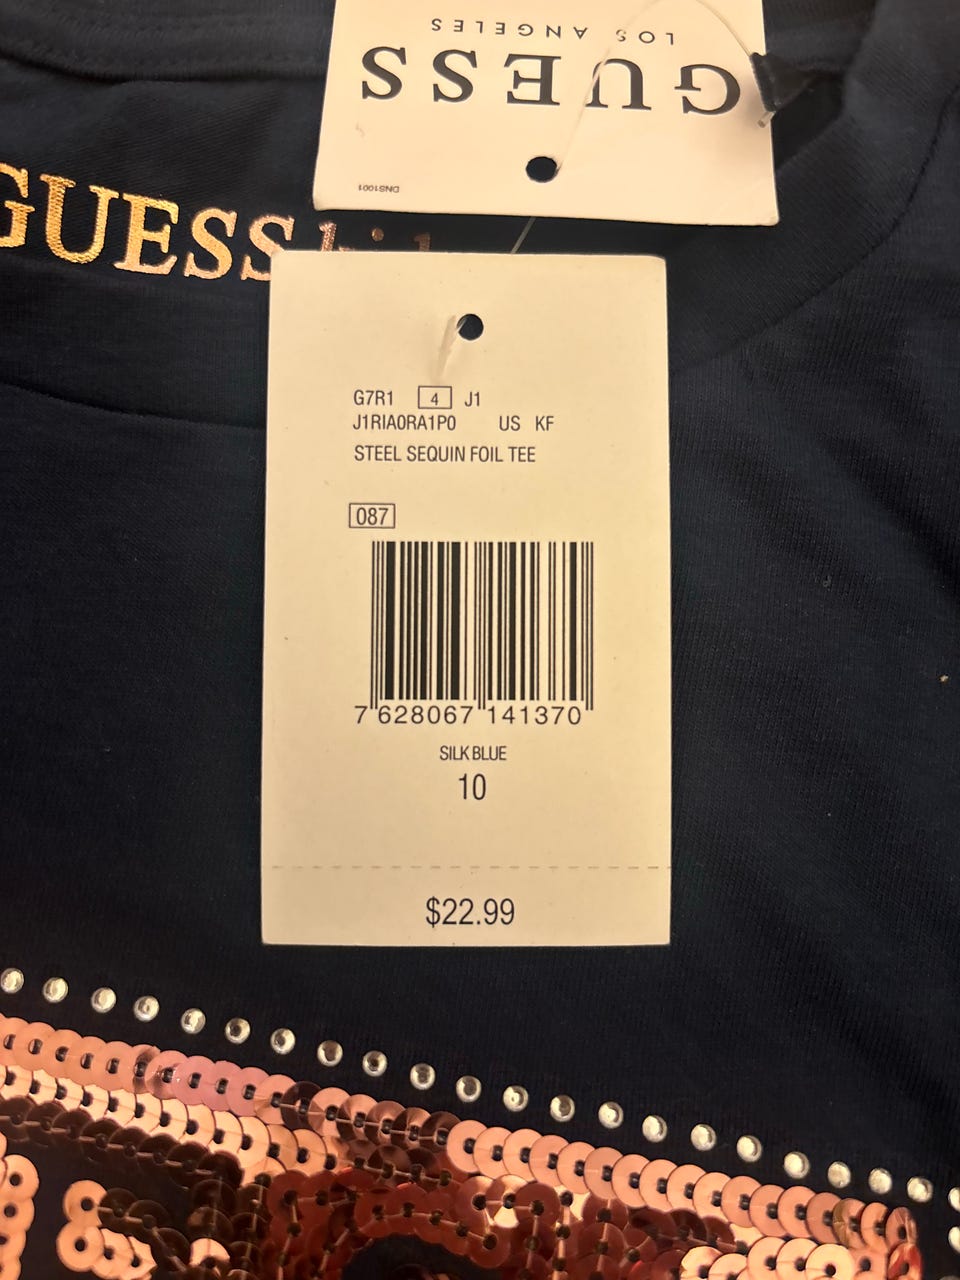 GUESS
LOS ANGELES
DNS1001
GUESS kids
G7R1 4 J1
J1RIA0RA1P0 US KF
STEEL SEQUIN FOIL TEE
087
7 628067 141370
SILK BLUE
10
$22.99